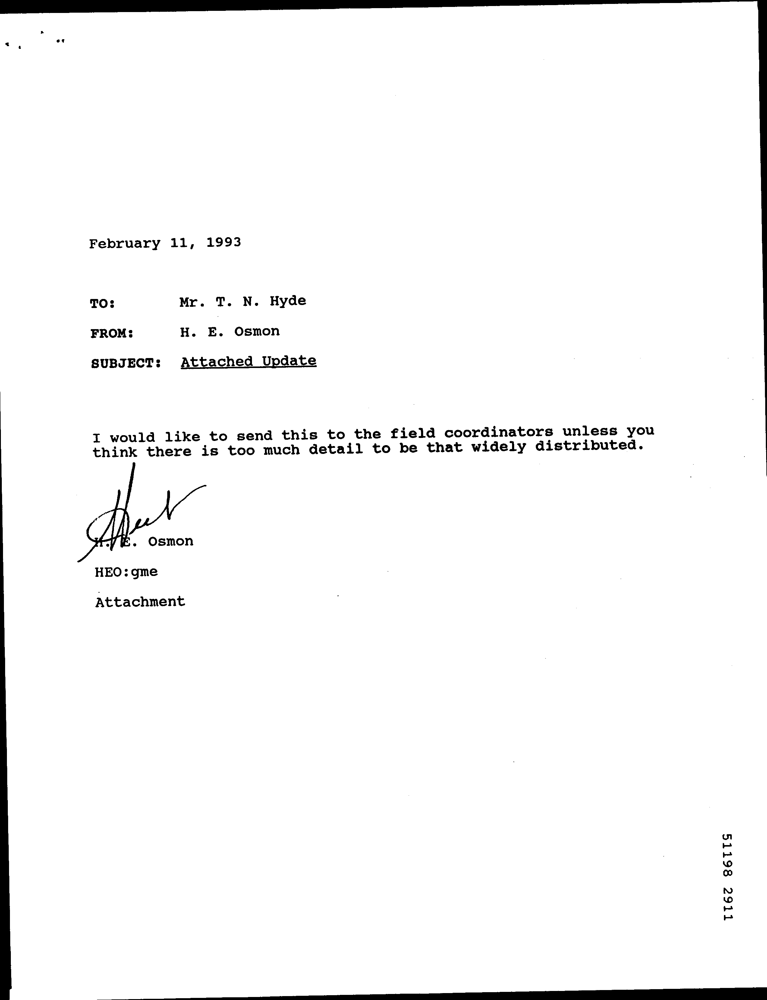 February 11, 1993
TO: Mr. T. N. Hyde
FROM: H. E. Osmon
SUBJECT: Attached Update
I would like to send this to the field coordinators unless you
think there is too much detail to be that widely distributed.
H. E. Osmon
HEO:gme
Attachment
51198 2911